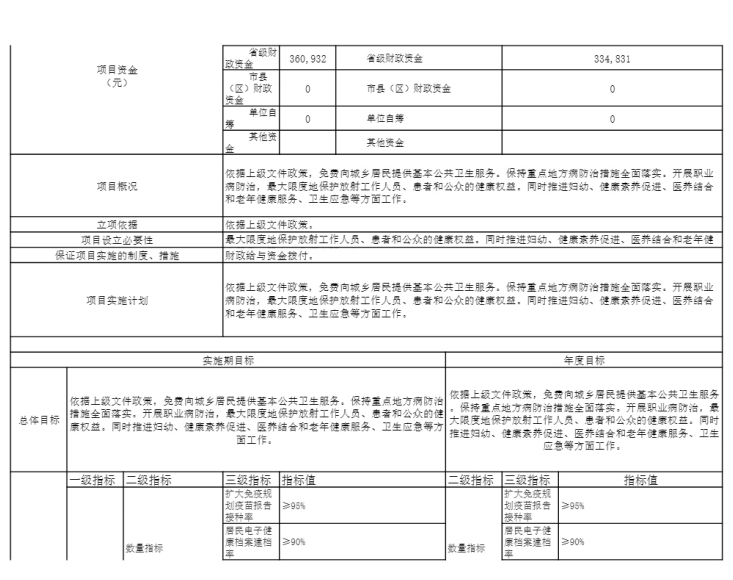 项目资金
（元）
省级财
政资金
360,932
省级财政资金
334,831
市县
（区）财政
资金
0
市县（区）财政资金
0
单位自
筹
0
单位自筹
0
其他资
金
其他资金
项目概况
依据上级文件政策，免费向城乡居民提供基本公共卫生服务。保持重点地方病防治措施全面落实。开展职业
病防治，最大限度地保护放射工作人员、患者和公众的健康权益。同时推进妇幼、健康素养促进、医养结合
和老年健康服务、卫生应急等方面工作。
立项依据
依据上级文件政策。
项目设立必要性
最大限度地保护放射工作人员、患者和公众的健康权益。同时推进妇幼、健康素养促进、医养结合和老年健
保证项目实施的制度、措施
财政给与资金拨付。
项目实施计划
依据上级文件政策，免费向城乡居民提供基本公共卫生服务。保持重点地方病防治措施全面落实。开展职业
病防治，最大限度地保护放射工作人员、患者和公众的健康权益。同时推进妇幼、健康素养促进、医养结合
和老年健康服务、卫生应急等方面工作。
实施期目标
年度目标
总体目标
依据上级文件政策，免费向城乡居民提供基本公共卫生服务。保持重点地方病防治
措施全面落实。开展职业病防治，最大限度地保护放射工作人员、患者和公众的健
康权益。同时推进妇幼、健康素养促进、医养结合和老年健康服务、卫生应急等方
面工作。
依据上级文件政策，免费向城乡居民提供基本公共卫生服务
。保持重点地方病防治措施全面落实。开展职业病防治，最
大限度地保护放射工作人员、患者和公众的健康权益。同时
推进妇幼、健康素养促进、医养结合和老年健康服务、卫生
应急等方面工作。
一级指标
二级指标
三级指标
指标值
二级指标
三级指标
指标值
扩大免疫规
划疫苗报告
接种率
≥95%
扩大免疫规
划疫苗报告
接种率
≥95%
数量指标
居民电子健
康档案建档
率
≥90%
数量指标
居民电子健
康档案建档
率
≥90%